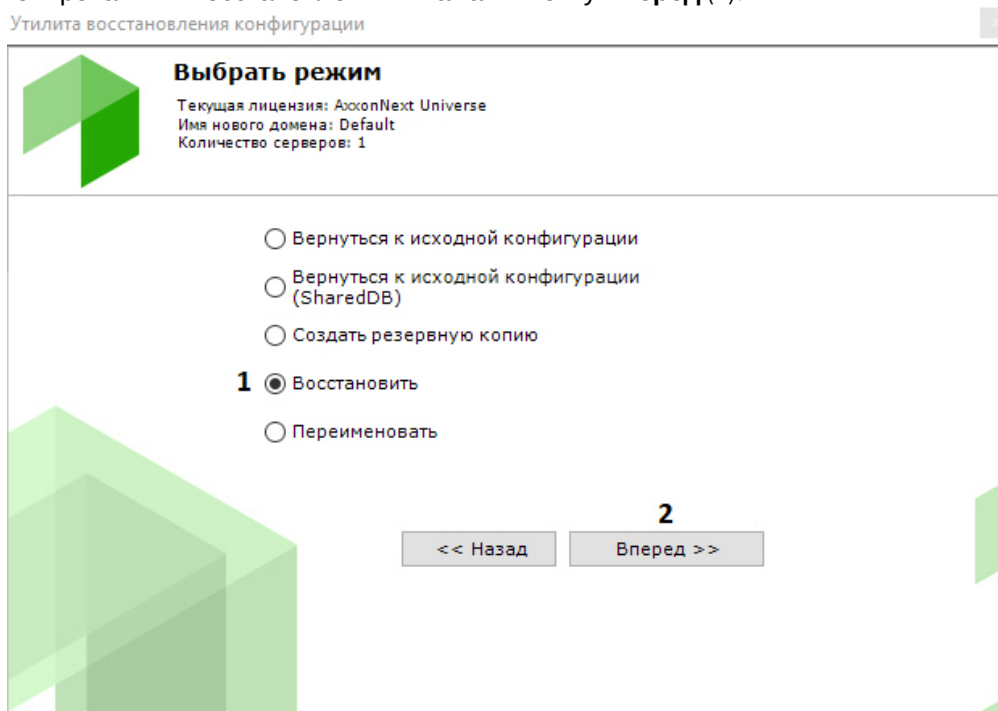 Утилита восстановления конфигурации
Выбрать режим
Текущая лицензия: AxxonNext Universe
Имя нового домена: Default
Количество серверов: 1
Вернуться к исходной конфигурации
Вернуться к исходной конфигурации
(SharedDB)
Создать резервную копию
1 Восстановить
Переименовать
2
<< Назад Вперед >>